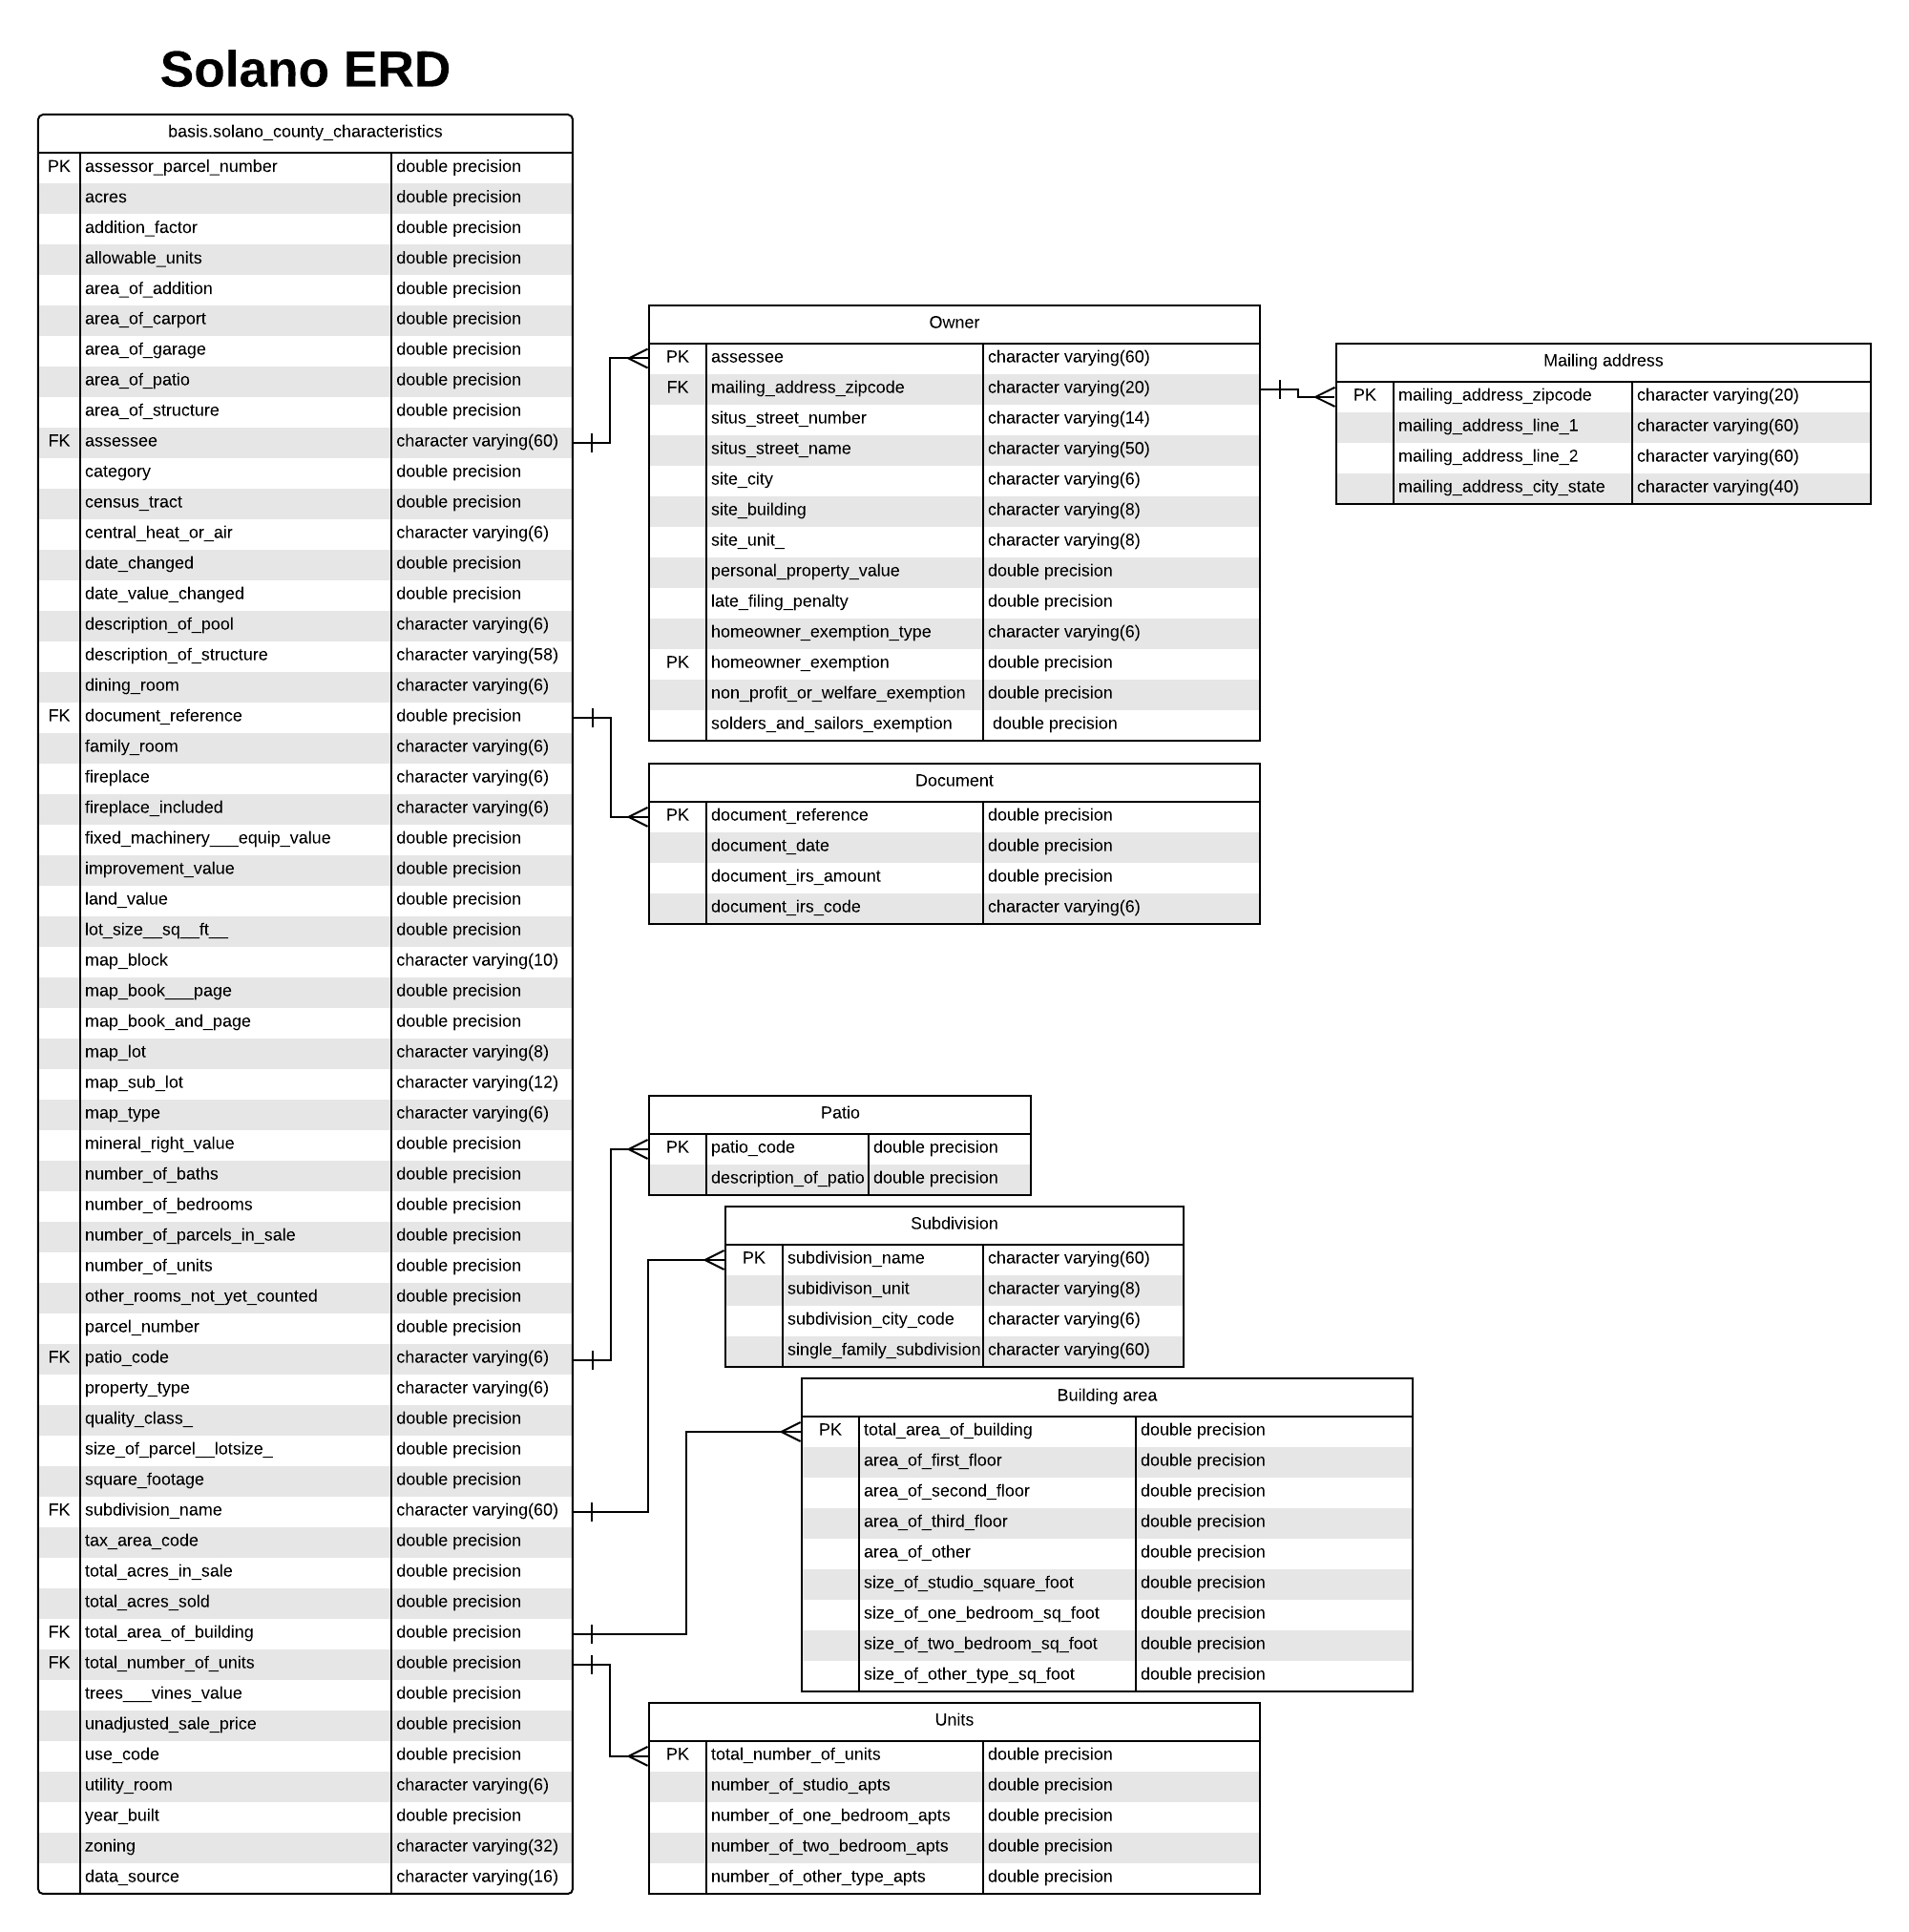 Solano ERD
basis.solano_county_characteristics
PK assessor_parcel_number double precision
acres double precision
addition_factor double precision
allowable_units double precision
area_of_addition double precision
area_of_carport double precision
area_of_garage double precision
area_of_patio double precision
area_of_structure double precision
FK assessee character varying(60)
category double precision
census_tract double precision
central_heat_or_air character varying(6)
date_changed double precision
date_value_changed double precision
description_of_pool character varying(6)
description_of_structure character varying(58)
dining_room character varying(6)
FK document_reference double precision
family_room character varying(6)
fireplace character varying(6)
fireplace_included character varying(6)
fixed_machinery___equip_value double precision
improvement_value double precision
land_value double precision
lot_size__sq__ft__ double precision
map_block character varying(10)
map_book___page double precision
map_book_and_page double precision
map_lot character varying(8)
map_sub_lot character varying(12)
map_type character varying(6)
mineral_right_value double precision
number_of_baths double precision
number_of_bedrooms double precision
number_of_parcels_in_sale double precision
number_of_units double precision
other_rooms_not_yet_counted double precision
parcel_number double precision
FK patio_code character varying(6)
property_type character varying(6)
quality_class_ double precision
size_of_parcel__lotsize_ double precision
square_footage double precision
FK subdivision_name character varying(60)
tax_area_code double precision
total_acres_in_sale double precision
total_acres_sold double precision
FK total_area_of_building double precision
FK total_number_of_units double precision
trees___vines_value double precision
unadjusted_sale_price double precision
use_code double precision
utility_room character varying(6)
year_built double precision
zoning character varying(32)
data_source character varying(16)
Owner
PK assessee character varying(60)
FK mailing_address_zipcode character varying(20)
situs_street_number character varying(14)
situs_street_name character varying(50)
site_city character varying(6)
site_building character varying(8)
site_unit_ character varying(8)
personal_property_value double precision
late_filing_penalty double precision
homeowner_exemption_type character varying(6)
PK homeowner_exemption double precision
non_profit_or_welfare_exemption double precision
solders_and_sailors_exemption double precision
Mailing address
PK mailing_address_zipcode character varying(20)
mailing_address_line_1 character varying(60)
mailing_address_line_2 character varying(60)
mailing_address_city_state character varying(40)
Document
PK document_reference double precision
document_date double precision
document_irs_amount double precision
document_irs_code character varying(6)
Patio
PK patio_code double precision
description_of_patio double precision
Subdivision
PK subdivision_name character varying(60)
subidivison_unit character varying(8)
subdivision_city_code character varying(6)
single_family_subdivision character varying(60)
Building area
PK total_area_of_building double precision
area_of_first_floor double precision
area_of_second_floor double precision
area_of_third_floor double precision
area_of_other double precision
size_of_studio_square_foot double precision
size_of_one_bedroom_sq_foot double precision
size_of_two_bedroom_sq_foot double precision
size_of_other_type_sq_foot double precision
Units
PK total_number_of_units double precision
number_of_studio_apts double precision
number_of_one_bedroom_apts double precision
number_of_two_bedroom_apts double precision
number_of_other_type_apts double precision